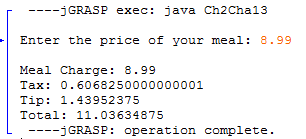 ----jGRASP exec: java Ch2Cha13
Enter the price of your meal: 8.99
Meal Charge: 8.99
Tax: 0.6068250000000001
Tip: 1.43952375
Total: 11.03634875
----jGRASP: operation complete.